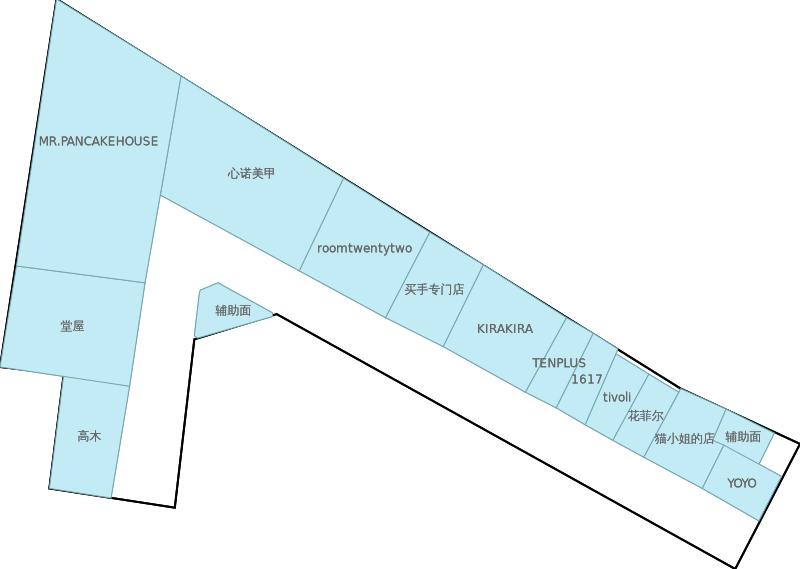 MR.PANCAKEHOUSE
心诺美甲
roomtwentytwo
买手专门店
辅助面
堂屋
KIRAKIRA
TENPLUS
1617
tivoli
花菲尔
猫小姐的店
辅助面
高木
YOYO